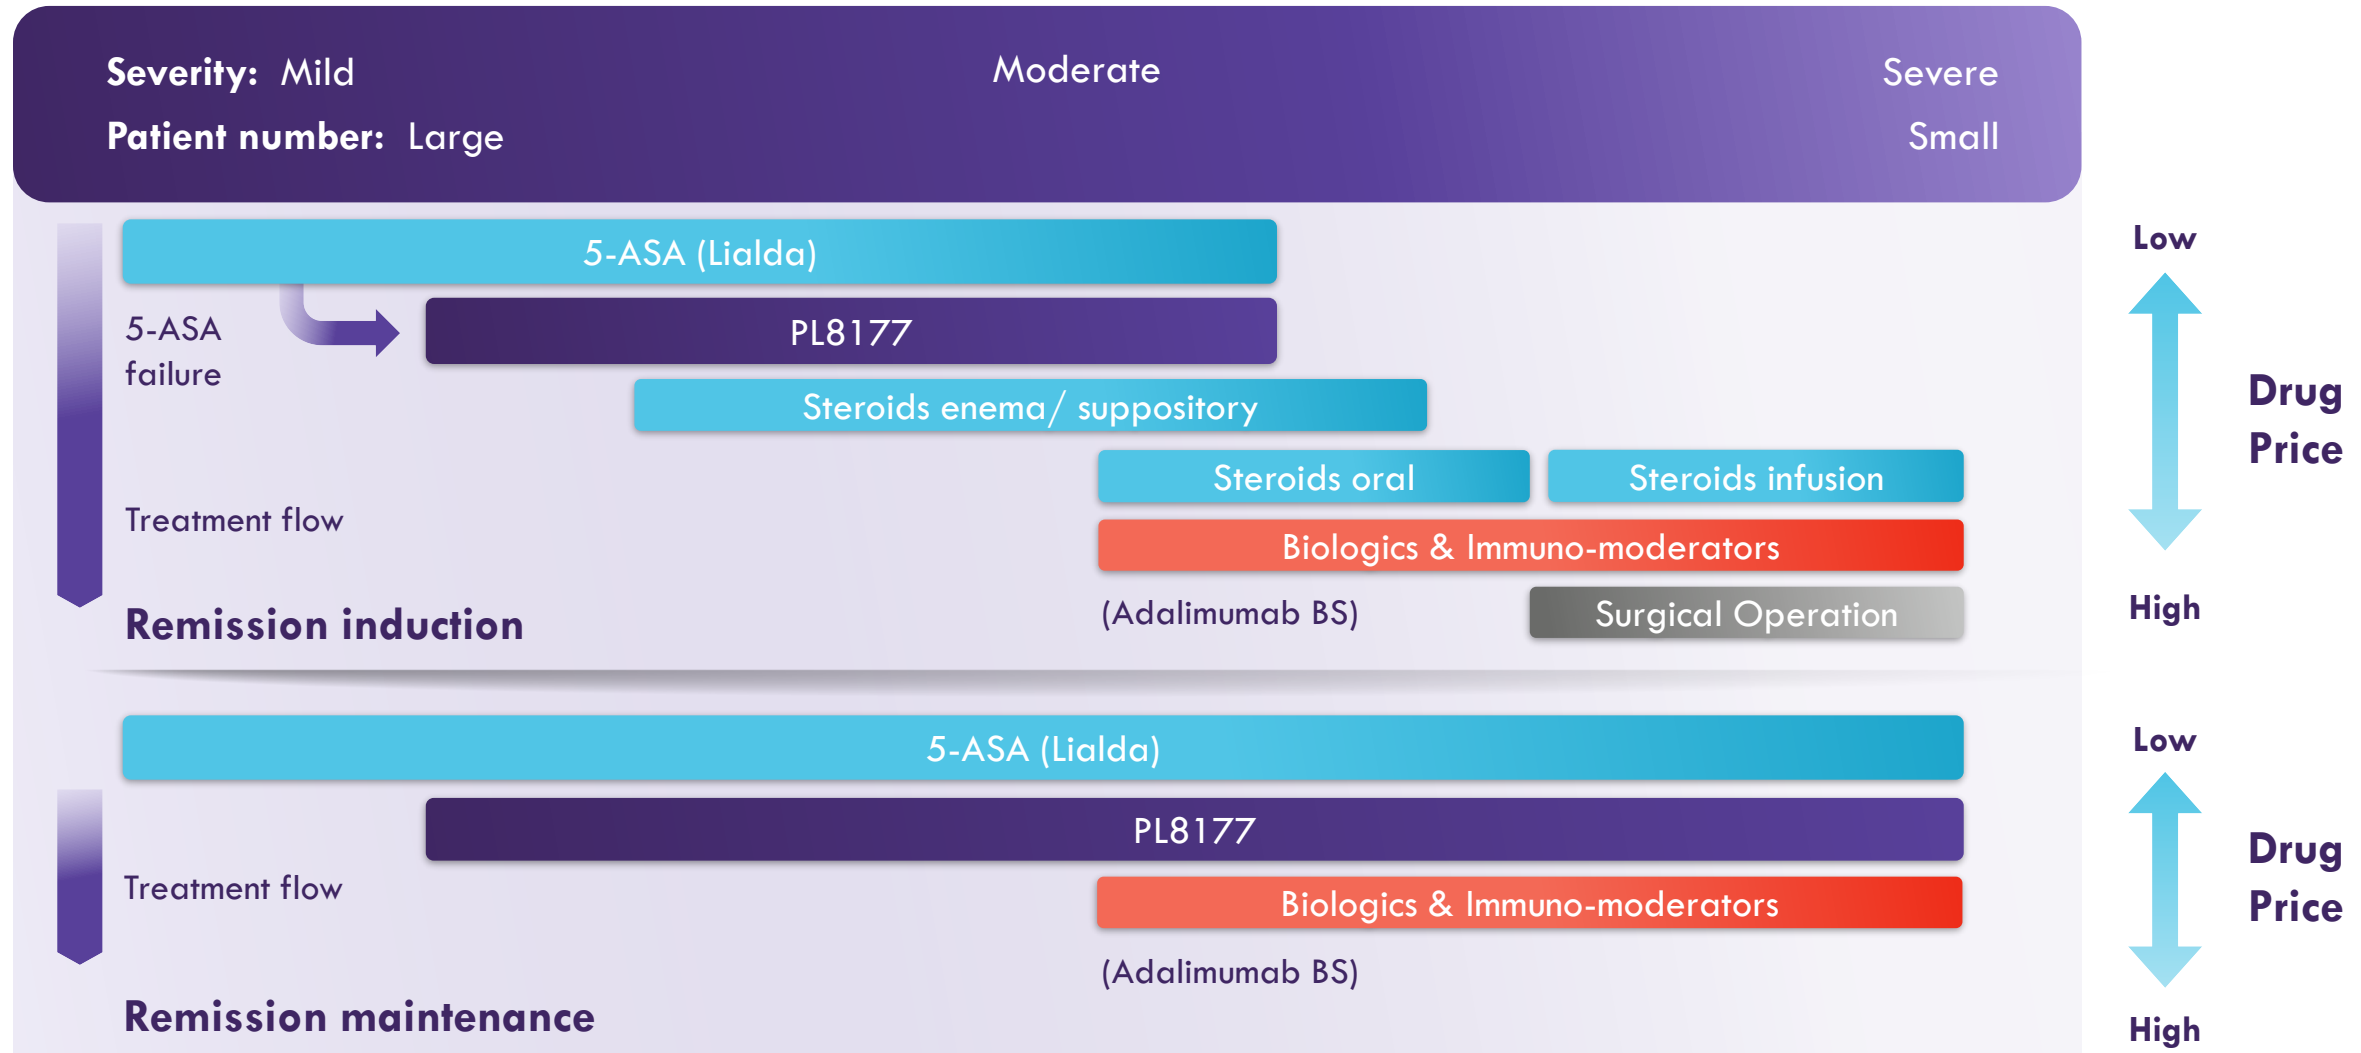 Severity: Mild
Moderate
Severe
Patient number: Large
Small
5-ASA (Lialda)
Low
5-ASA
failure
PL8177
Steroids enema/ suppository
Drug
Price
Steroids oral
Steroids infusion
Treatment flow
Biologics & Immuno-moderators
(Adalimumab BS)
Surgical Operation
High
Remission induction
5-ASA (Lialda)
Low
PL8177
Drug
Price
Treatment flow
Biologics & Immuno-moderators
(Adalimumab BS)
Remission maintenance
High